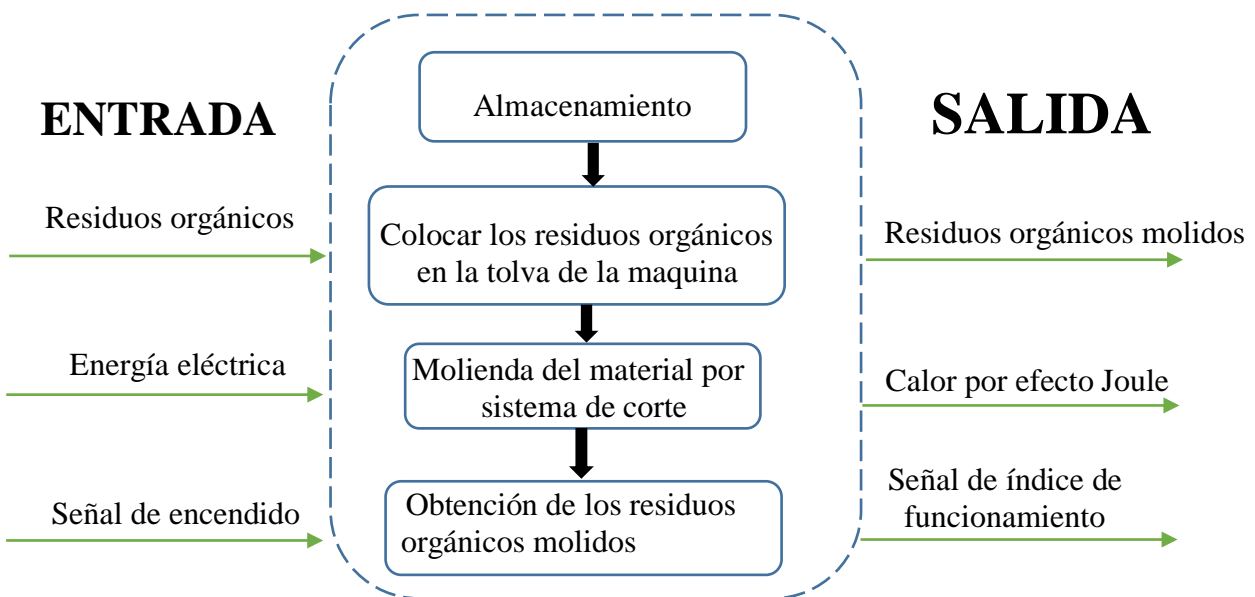 ENTRADA
Residuos orgánicos
Energía eléctrica
Señal de encendido
Almacenamiento
Colocar los residuos orgánicos
en la tolva de la maquina
Molienda del material por
sistema de corte
Obtención de los residuos
orgánicos molidos
SALIDA
Residuos orgánicos molidos
Calor por efecto Joule
Señal de índice de
funcionamiento